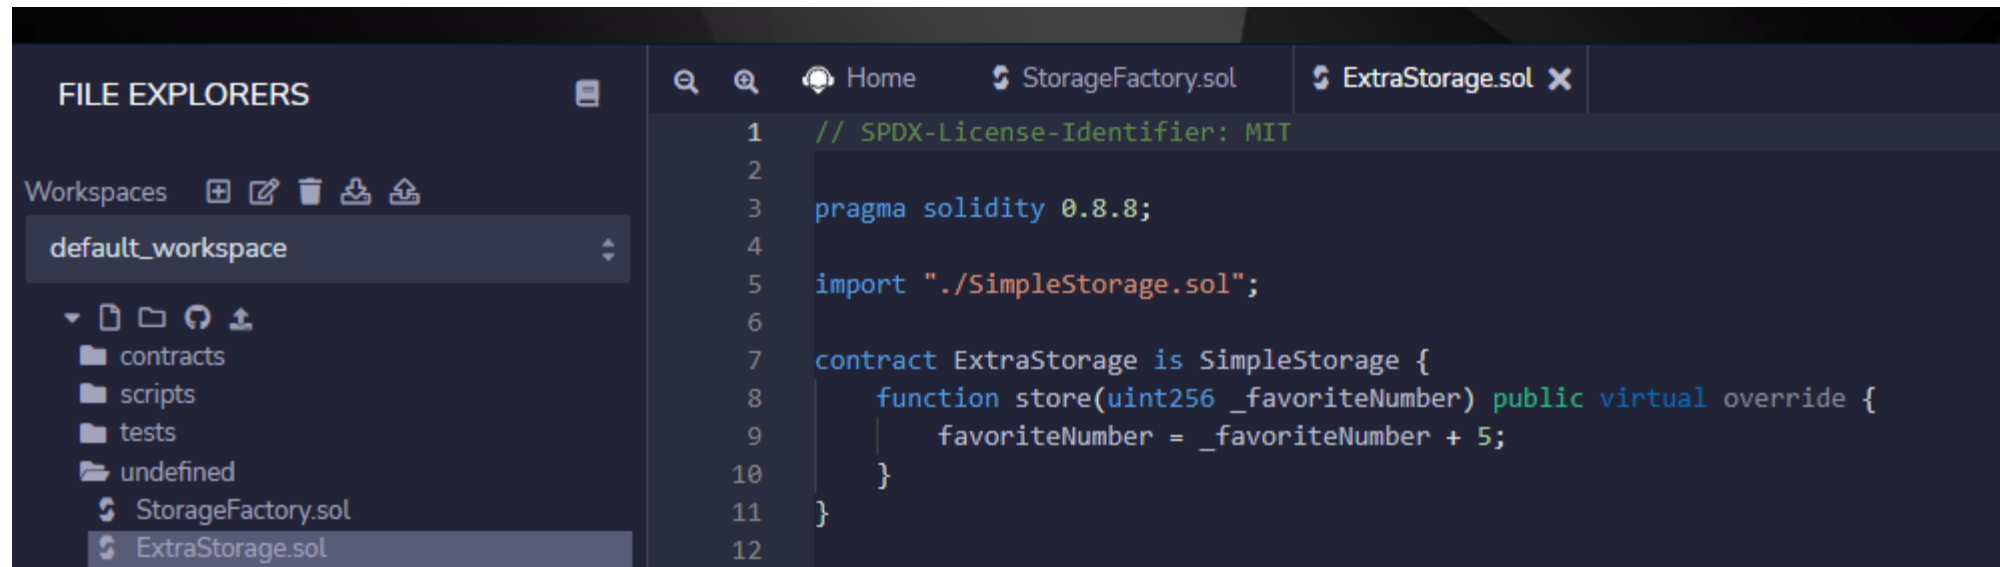 FILE EXPLORERS
Workspaces
default_workspace
contracts
scripts
tests
undefined
StorageFactory.sol
ExtraStorage.sol
Home StorageFactory.sol ExtraStorage.sol
1 // SPDX-License-Identifier: MIT
2
3 pragma solidity 0.8.8;
4
5 import "./SimpleStorage.sol";
6
7 contract ExtraStorage is SimpleStorage {
8 function store(uint256 _favoriteNumber) public virtual override {
9 favoriteNumber = _favoriteNumber + 5;
10 }
11 }
12